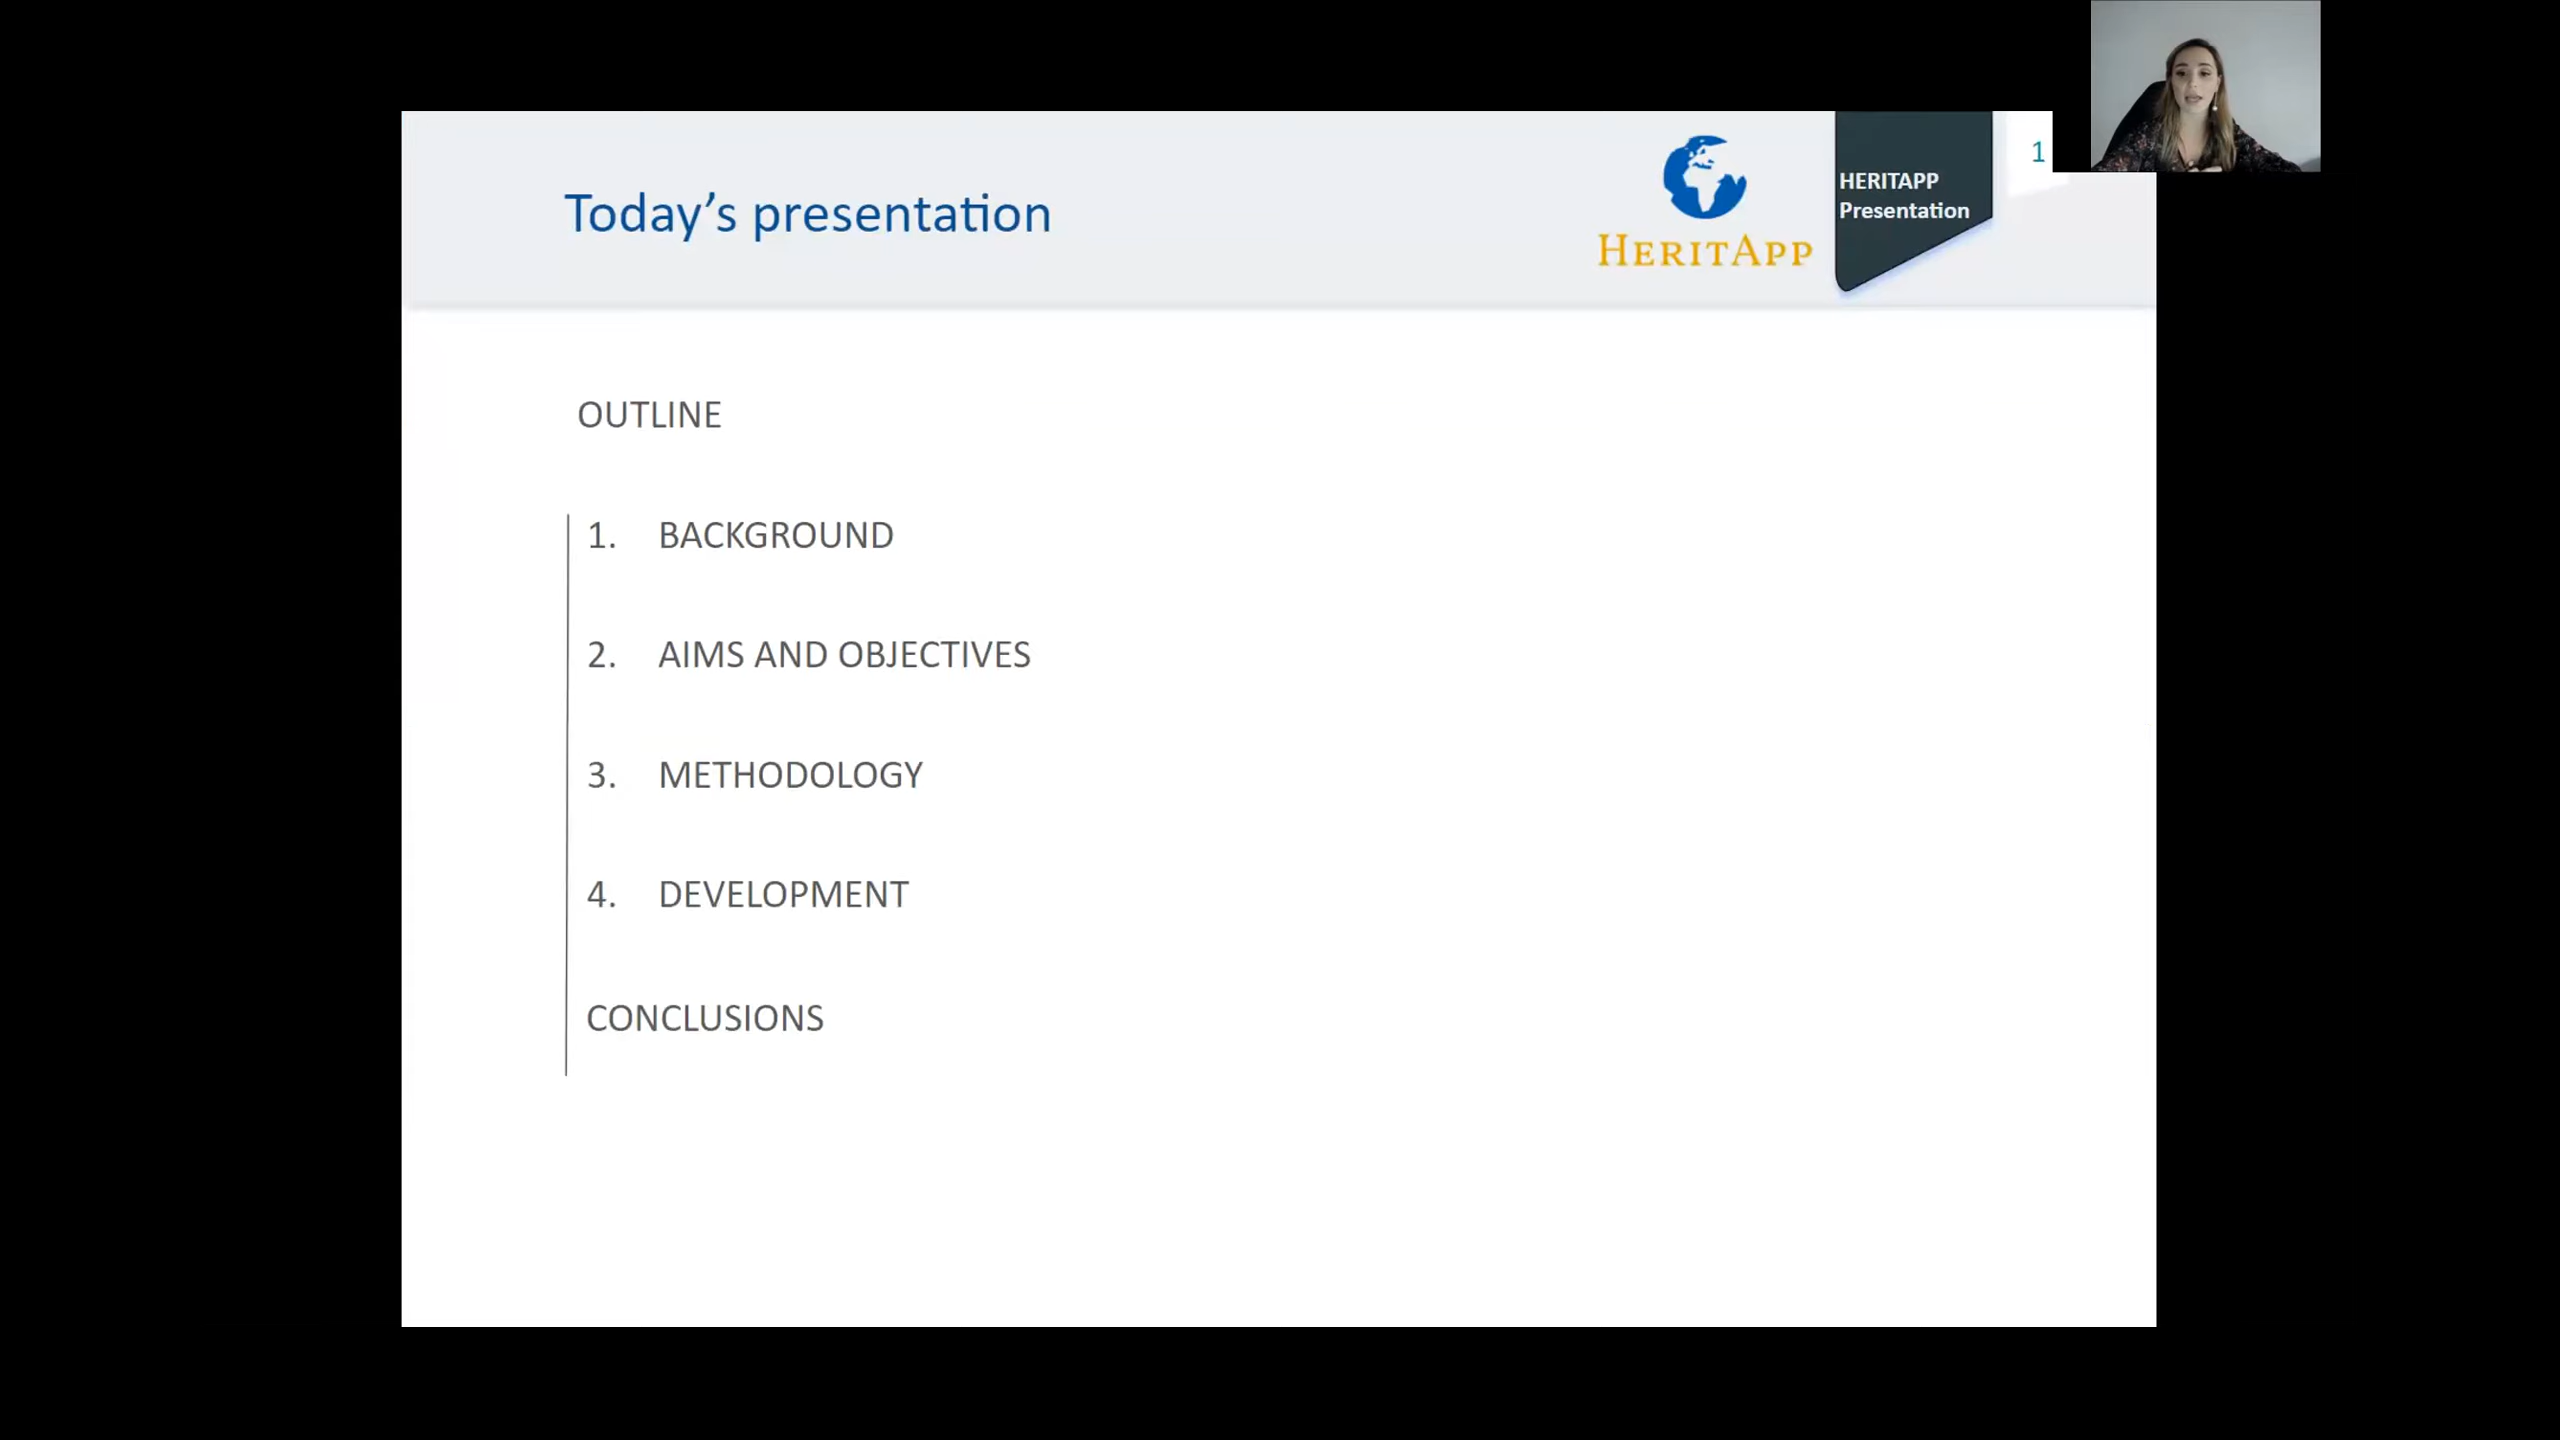 Today's presentation
HERITAPP
HERITAPP
Presentation
1
OUTLINE
1. BACKGROUND
2. AIMS AND OBJECTIVES
3. METHODOLOGY
4. DEVELOPMENT
CONCLUSIONS